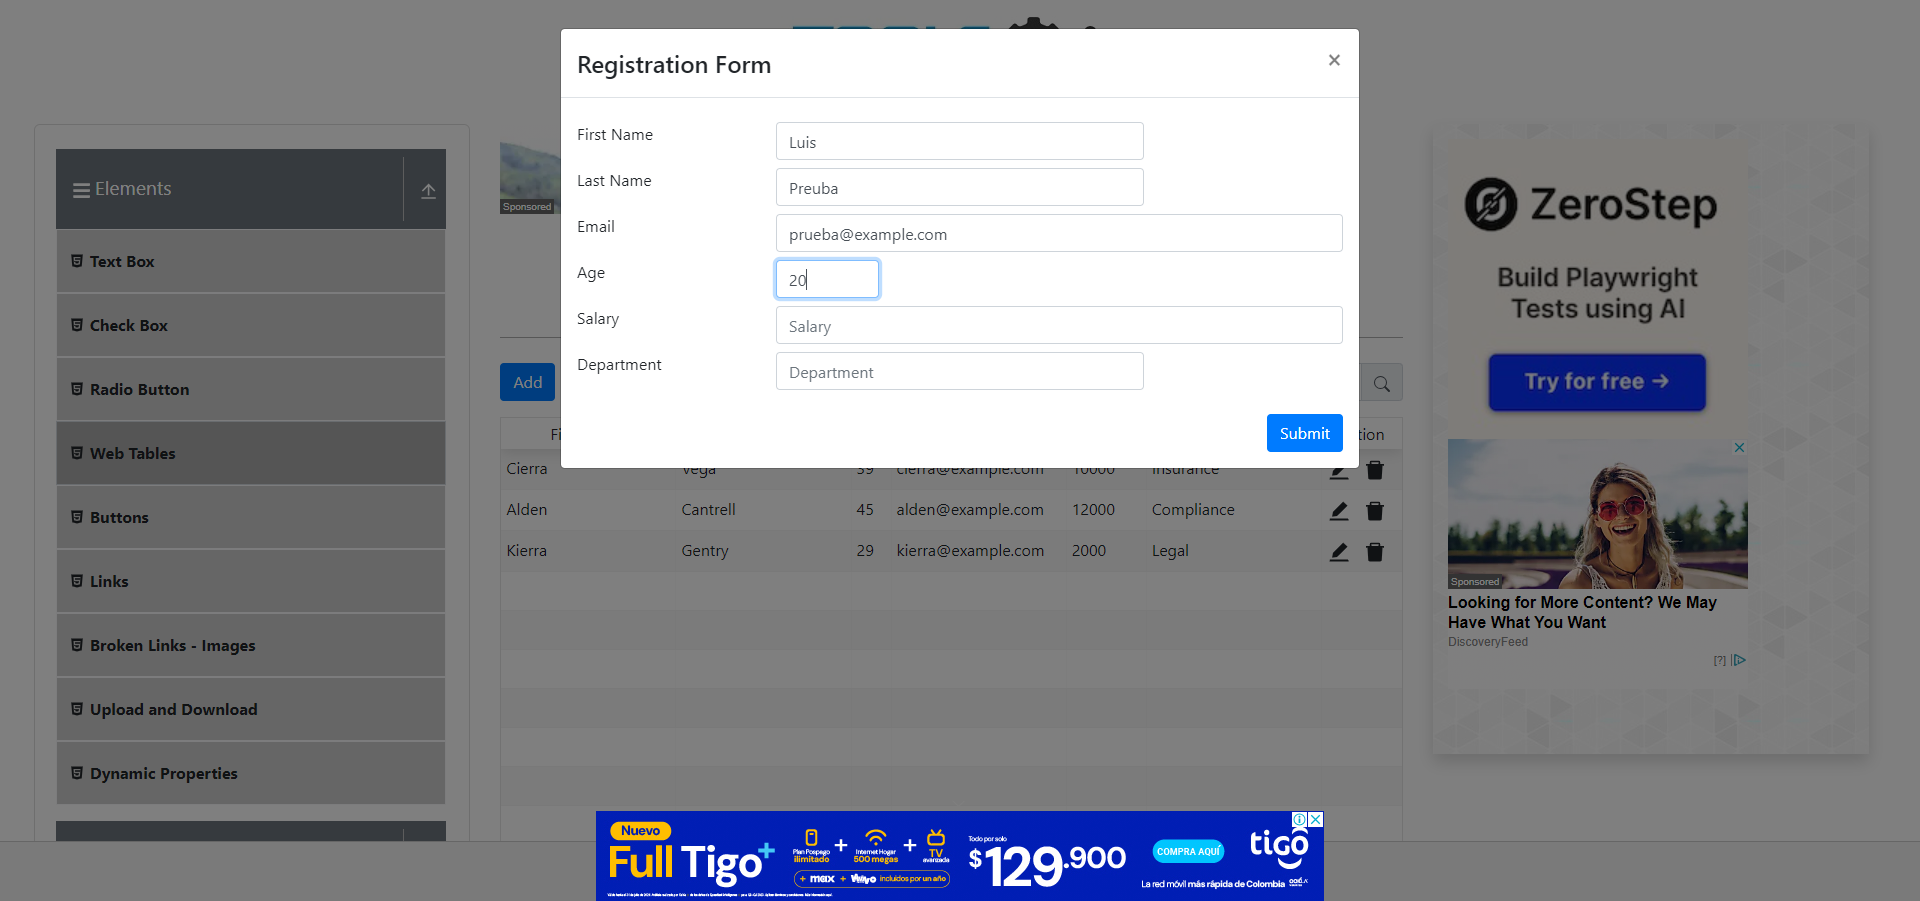 Registration Form
×
First Name
Luis
Last Name
Preuba
Email
prueba@example.com
Age
20
Salary
Salary
Department
Department
Submit
Elements
Text Box
Check Box
Radio Button
Web Tables
Buttons
Links
Broken Links - Images
Upload and Download
Dynamic Properties
Sponsored
Add
Cierra Vega 39 cierra@example.com 10000 Insurance
Alden Cantrell 45 alden@example.com 12000 Compliance
Kierra Gentry 29 kierra@example.com 2000 Legal
ZeroStep
Build Playwright
Tests using AI
Try for free →
Sponsored
Looking for More Content? We May
Have What You Want
DiscoveryFeed
[?]
Nuevo
Full Tigo+
Plan Pospago
ilimitado
+
Internet Hogar
500 megas
+
TV
avanzada
+ max + incluidos por un año
Todo por solo
$129.900
COMPRA AQUÍ
tigo
La red móvil más rápida de Colombia